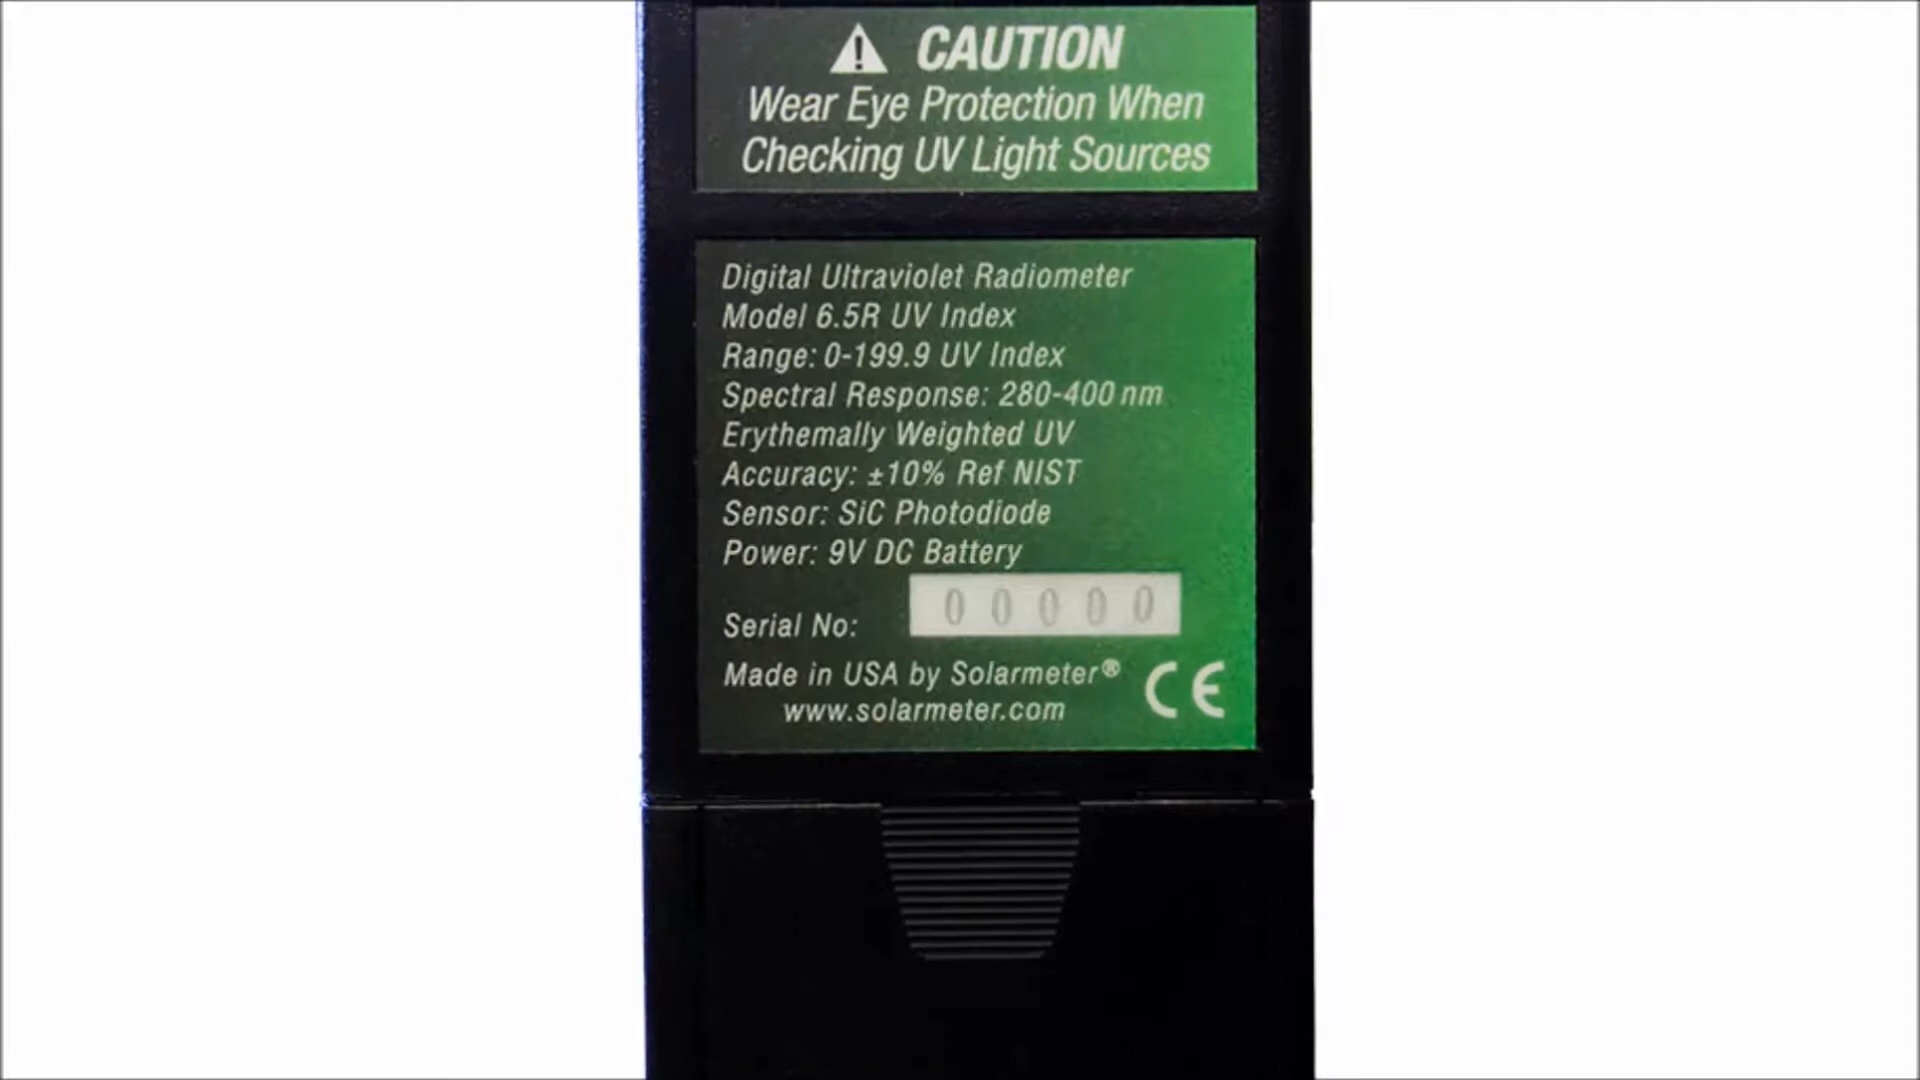 CAUTION
Wear Eye Protection When
Checking UV Light Sources
Digital Ultraviolet Radiometer
Model 6.5R UV Index
Range: 0-199.9 UV Index
Spectral Response: 280-400 nm
Erythemally Weighted UV
Accuracy: ±10% Ref NIST
Sensor: SiC Photodiode
Power: 9V DC Battery
Serial No: 00000
Made in USA by Solarmeter® CE
www.solarmeter.com